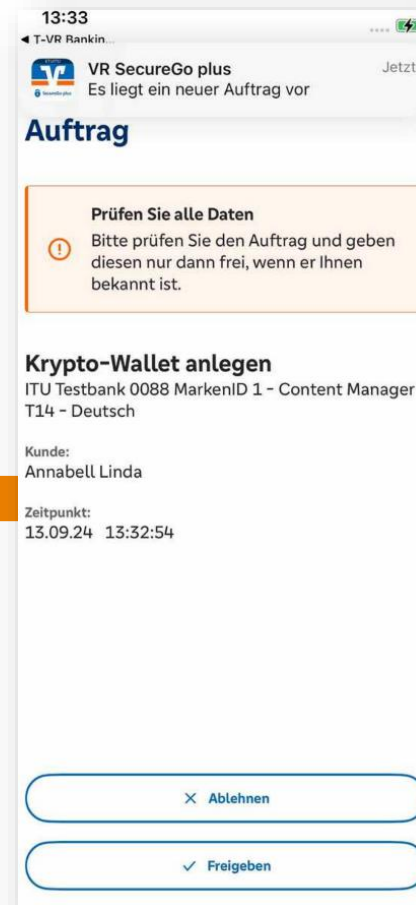 13:33
◀ T-VR Bankin...
VR SecureGo plus
Jetzt
Es liegt ein neuer Auftrag vor
Auftrag
Prüfen Sie alle Daten
Bitte prüfen Sie den Auftrag und geben
diesen nur dann frei, wenn er Ihnen
bekannt ist.
Krypto-Wallet anlegen
ITU Testbank 0088 MarkenID 1 - Content Manager
T14 - Deutsch
Kunde:
Annabell Linda
Zeitpunkt:
13.09.24 13:32:54
Ablehnen
Freigeben